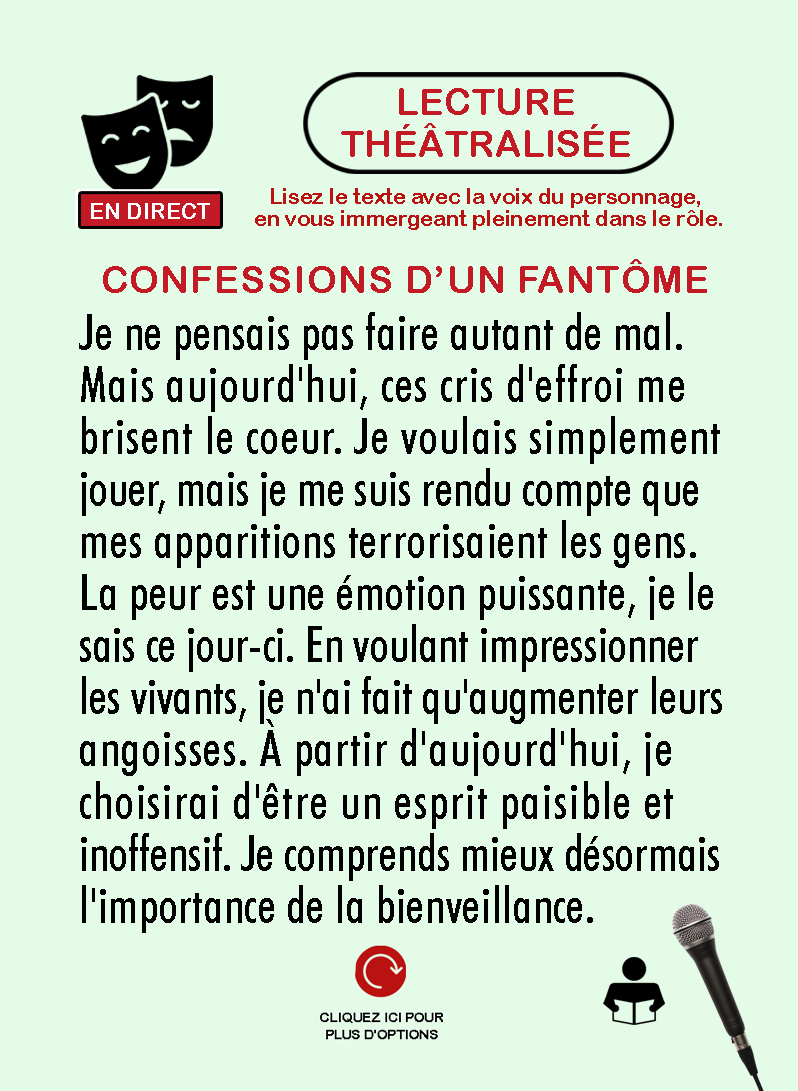 LECTURE
THÉÂTRALISÉE
EN DIRECT
Lisez le texte avec la voix du personnage,
en vous immergeant pleinement dans le rôle.
CONFESSIONS D’UN FANTÔME
Je ne pensais pas faire autant de mal.
Mais aujourd'hui, ces cris d'effroi me
brisent le coeur. Je voulais simplement
jouer, mais je me suis rendu compte que
mes apparitions terrorisaient les gens.
La peur est une émotion puissante, je le
sais ce jour-ci. En voulant impressionner
les vivants, je n'ai fait qu'augmenter leurs
angoisses. À partir d'aujourd'hui, je
choisirai d'être un esprit paisible et
inoffensif. Je comprends mieux désormais
l'importance de la bienveillance.
CLIQUEZ ICI POUR
PLUS D'OPTIONS